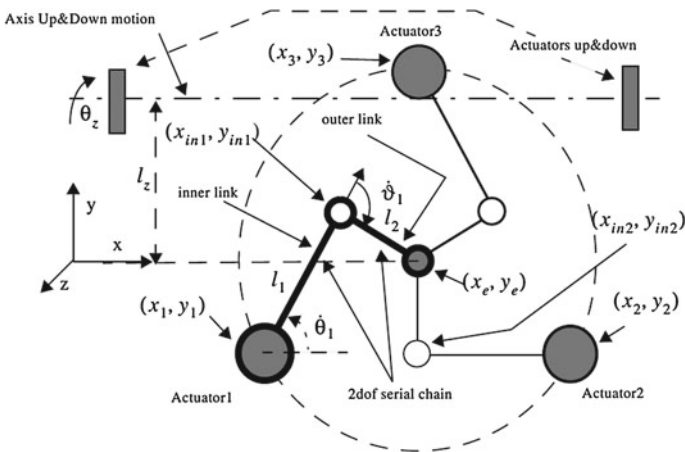 Axis Up&Down motion
Actuator3
(x3, y3)
Actuators up&down
θz
lz
(xin1, yin1)
outer link
inner link
ϑ̇1
l2
y
x
z
(xin2, yin2)
l1
(xe, ye)
(x1, y1)
(x2, y2)
θ̇1
2dof serial chain
Actuator1
Actuator2